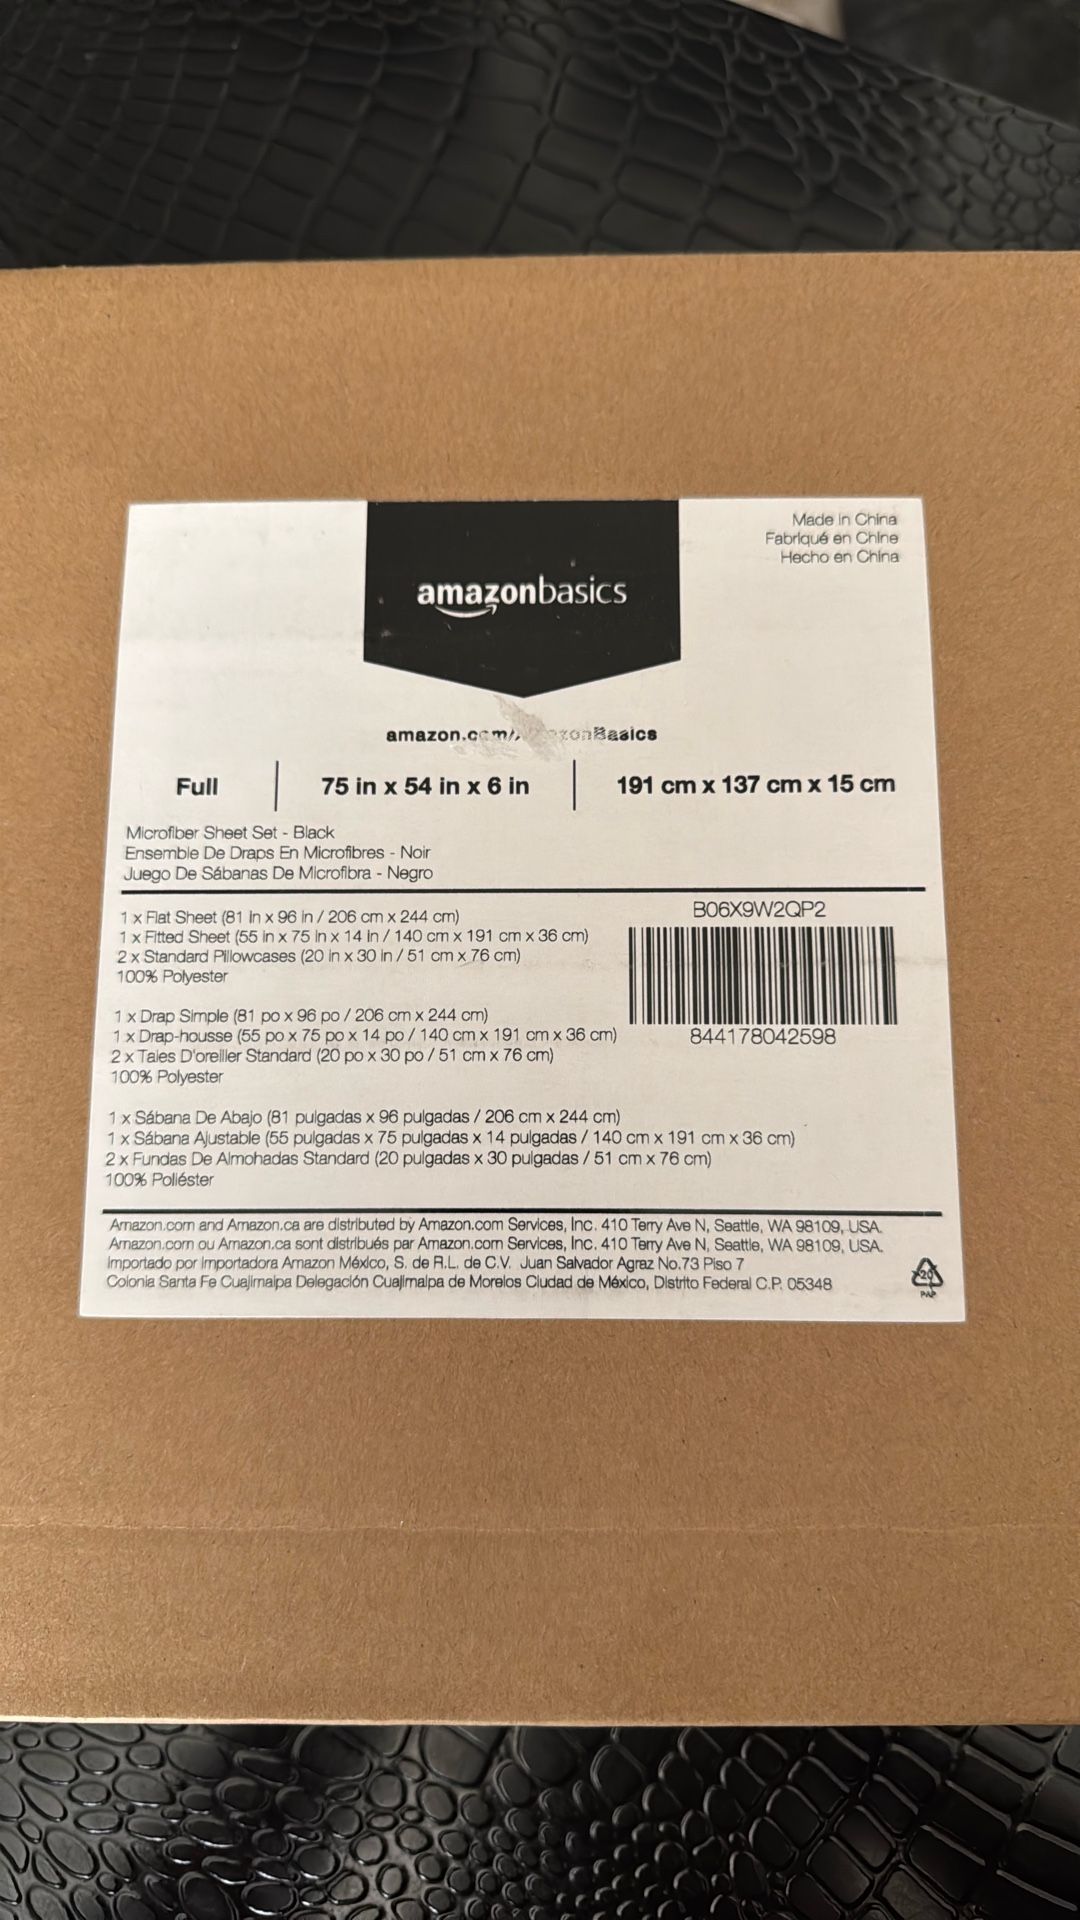 Made in China
Fabriqué en Chine
Hecho en China
amazonbasics
Full
75 in x 54 in x 6 in
191 cm x 137 cm x 15 cm
Microfiber Sheet Set - Black
Ensemble De Draps En Microfibres - Noir
Juego De Sábanas De Microfibra - Negro
B06X9W2QP2
844178042598
1 x Flat Sheet (81 in x 96 in / 206 cm x 244 cm)
1 x Fitted Sheet (55 in x 75 in x 14 in / 140 cm x 191 cm x 36 cm)
2 x Standard Pillowcases (20 in x 30 in / 51 cm x 76 cm)
100% Polyester
1 x Drap Simple (81 po x 96 po / 206 cm x 244 cm)
1 x Drap-housse (55 po x 75 po x 14 po / 140 cm x 191 cm x 36 cm)
2 x Taies D'oreiller Standard (20 po x 30 po / 51 cm x 76 cm)
100% Polyester
1 x Sábana De Abajo (81 pulgadas x 96 pulgadas / 206 cm x 244 cm)
1 x Sábana Ajustable (55 pulgadas x 75 pulgadas x 14 pulgadas / 140 cm x 191 cm x 36 cm)
2 x Fundas De Almohadas Standard (20 pulgadas x 30 pulgadas / 51 cm x 76 cm)
100% Poliéster
Amazon.com and Amazon.ca are distributed by Amazon.com Services, Inc. 410 Terry Ave N, Seattle, WA 98109, USA.
Amazon.com ou Amazon.ca sont distribués par Amazon.com Services, Inc. 410 Terry Ave N, Seattle, WA 98109, USA.
Importado por Importadora Amazon México, S. de R.L. de C.V. Juan Salvador Agraz No.73 Piso 7
Colonia Santa Fe Cuajimalpa Delegación Cuajimalpa de Morelos Ciudad de México, Distrito Federal C.P. 05348
20
PAP